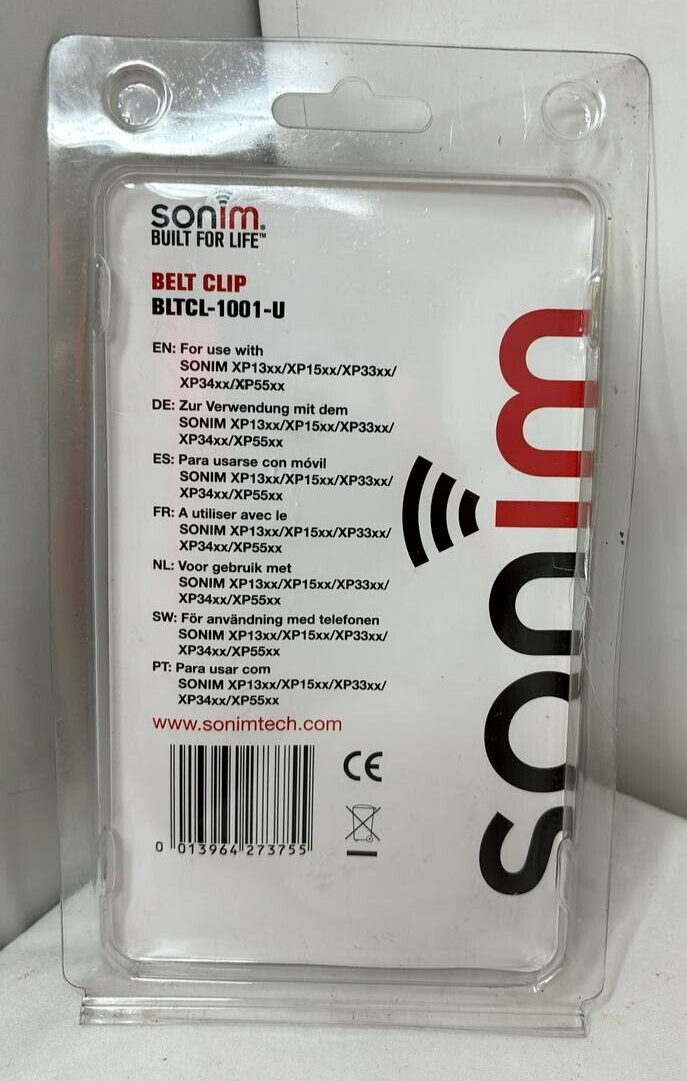 sonim®
BUILT FOR LIFE™
BELT CLIP
BLTCL-1001-U
EN: For use with
SONIM XP13xx/XP15xx/XP33xx/
XP34xx/XP55xx
DE: Zur Verwendung mit dem
SONIM XP13xx/XP15xx/XP33xx/
XP34xx/XP55xx
ES: Para usarse con móvil
SONIM XP13xx/XP15xx/XP33xx/
XP34xx/XP55xx
FR: A utiliser avec le
SONIM XP13xx/XP15xx/XP33xx/
XP34xx/XP55xx
NL: Voor gebruik met
SONIM XP13xx/XP15xx/XP33xx/
XP34xx/XP55xx
SW: För användning med telefonen
SONIM XP13xx/XP15xx/XP33xx/
XP34xx/XP55xx
PT: Para usar com
SONIM XP13xx/XP15xx/XP33xx/
XP34xx/XP55xx
www.sonimtech.com
CE
0 013964 273755
sonim